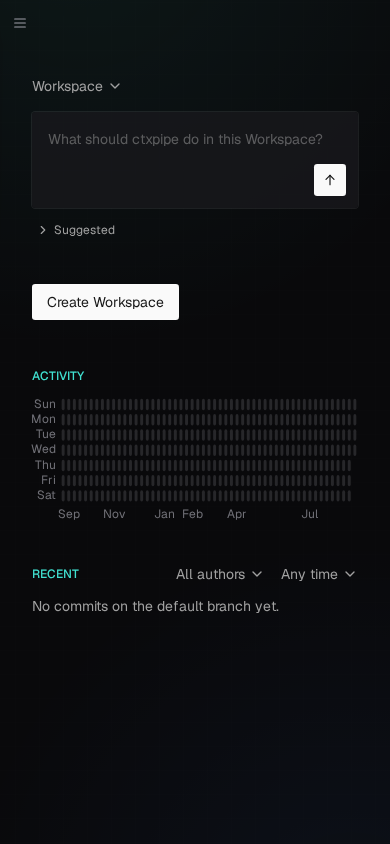 Workspace
What should ctxpipe do in this Workspace?
Suggested
Create Workspace
ACTIVITY
Sun
Mon
Tue
Wed
Thu
Fri
Sat
Sep Nov Jan Feb Apr Jul
RECENT All authors Any time
No commits on the default branch yet.